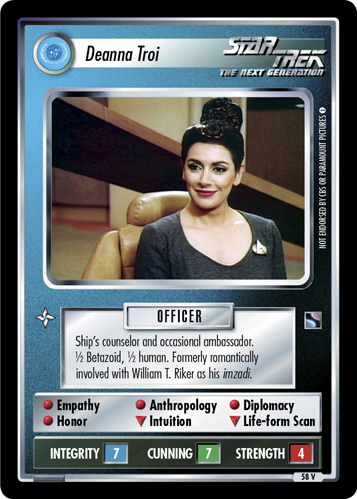 Deanna Troi
STAR TREK
THE NEXT GENERATION
NOT ENDORSED BY CBS OR PARAMOUNT PICTURES
OFFICER
Ship's counselor and occasional ambassador.
½ Betazoid, ½ human. Formerly romantically
involved with William T. Riker as his imzadi.
Empathy Anthropology Diplomacy
Honor Intuition Life-form Scan
INTEGRITY 7 CUNNING 7 STRENGTH 4
58 V